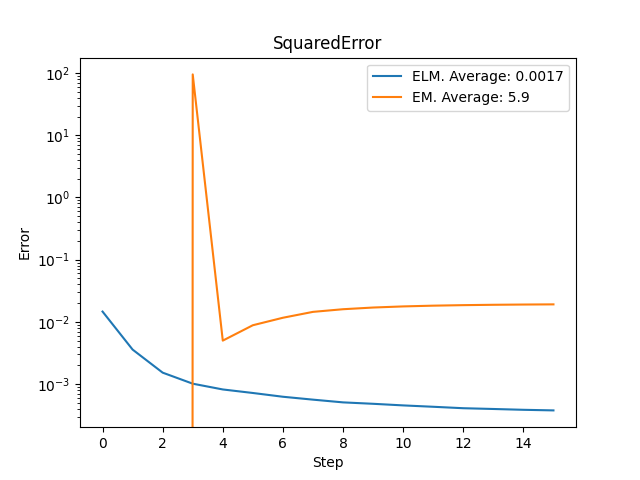 SquaredError
ELM. Average: 0.0017
EM. Average: 5.9
Error
10²
10¹
10⁰
10⁻¹
10⁻²
10⁻³
0 2 4 6 8 10 12 14
Step